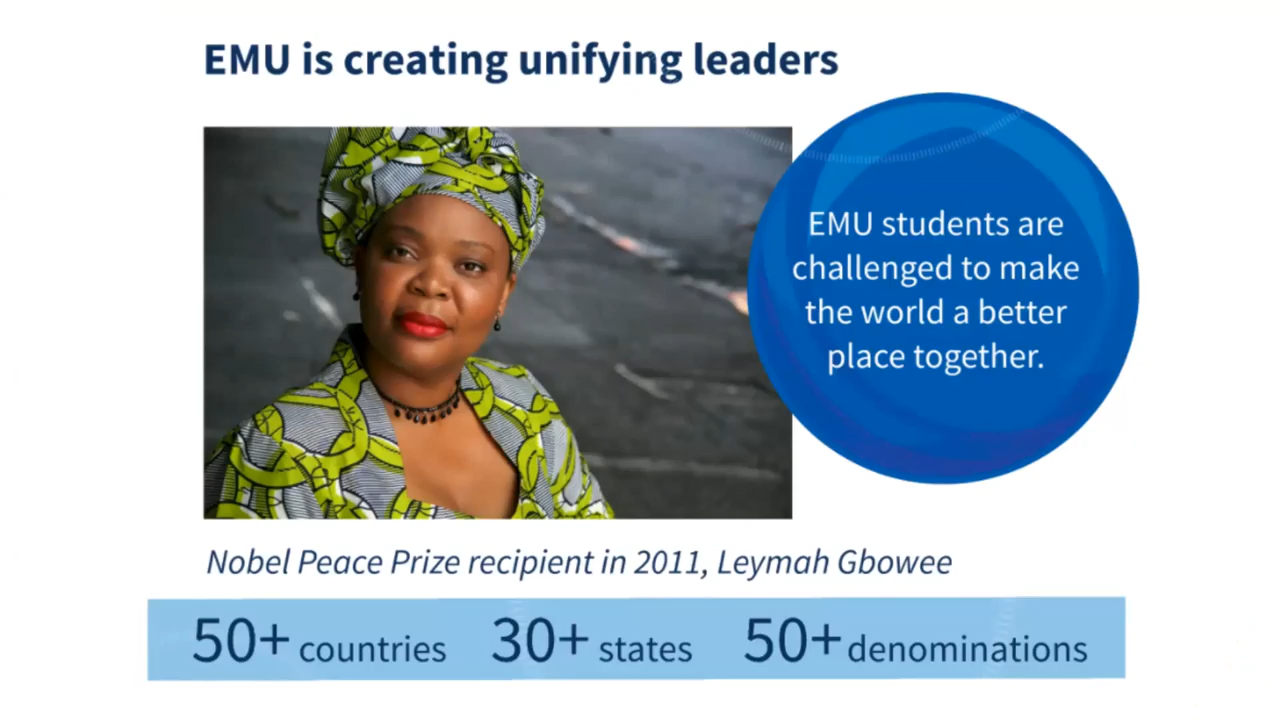 EMU is creating unifying leaders
EMU students are
challenged to make
the world a better
place together.
Nobel Peace Prize recipient in 2011, Leymah Gbowee
50+ countries 30+ states 50+ denominations